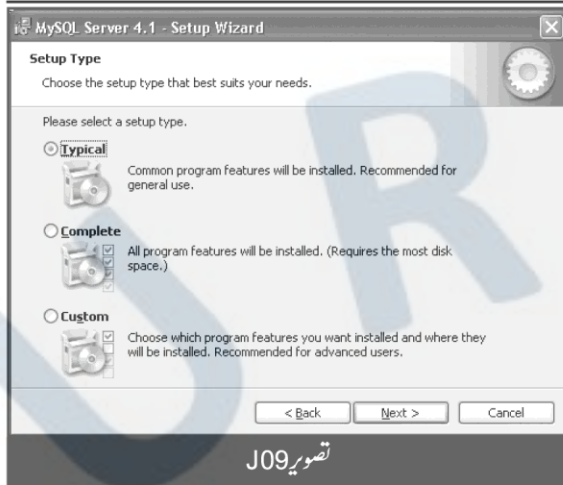 MySQL Server 4.1 - Setup Wizard
Setup Type
Choose the setup type that best suits your needs.
Please select a setup type.
Typical
Common program features will be installed. Recommended for
general use.
Complete
All program features will be installed. (Requires the most disk
space.)
Custom
Choose which program features you want installed and where they
will be installed. Recommended for advanced users.
< Back
Next >
Cancel
تصویر J09
U R